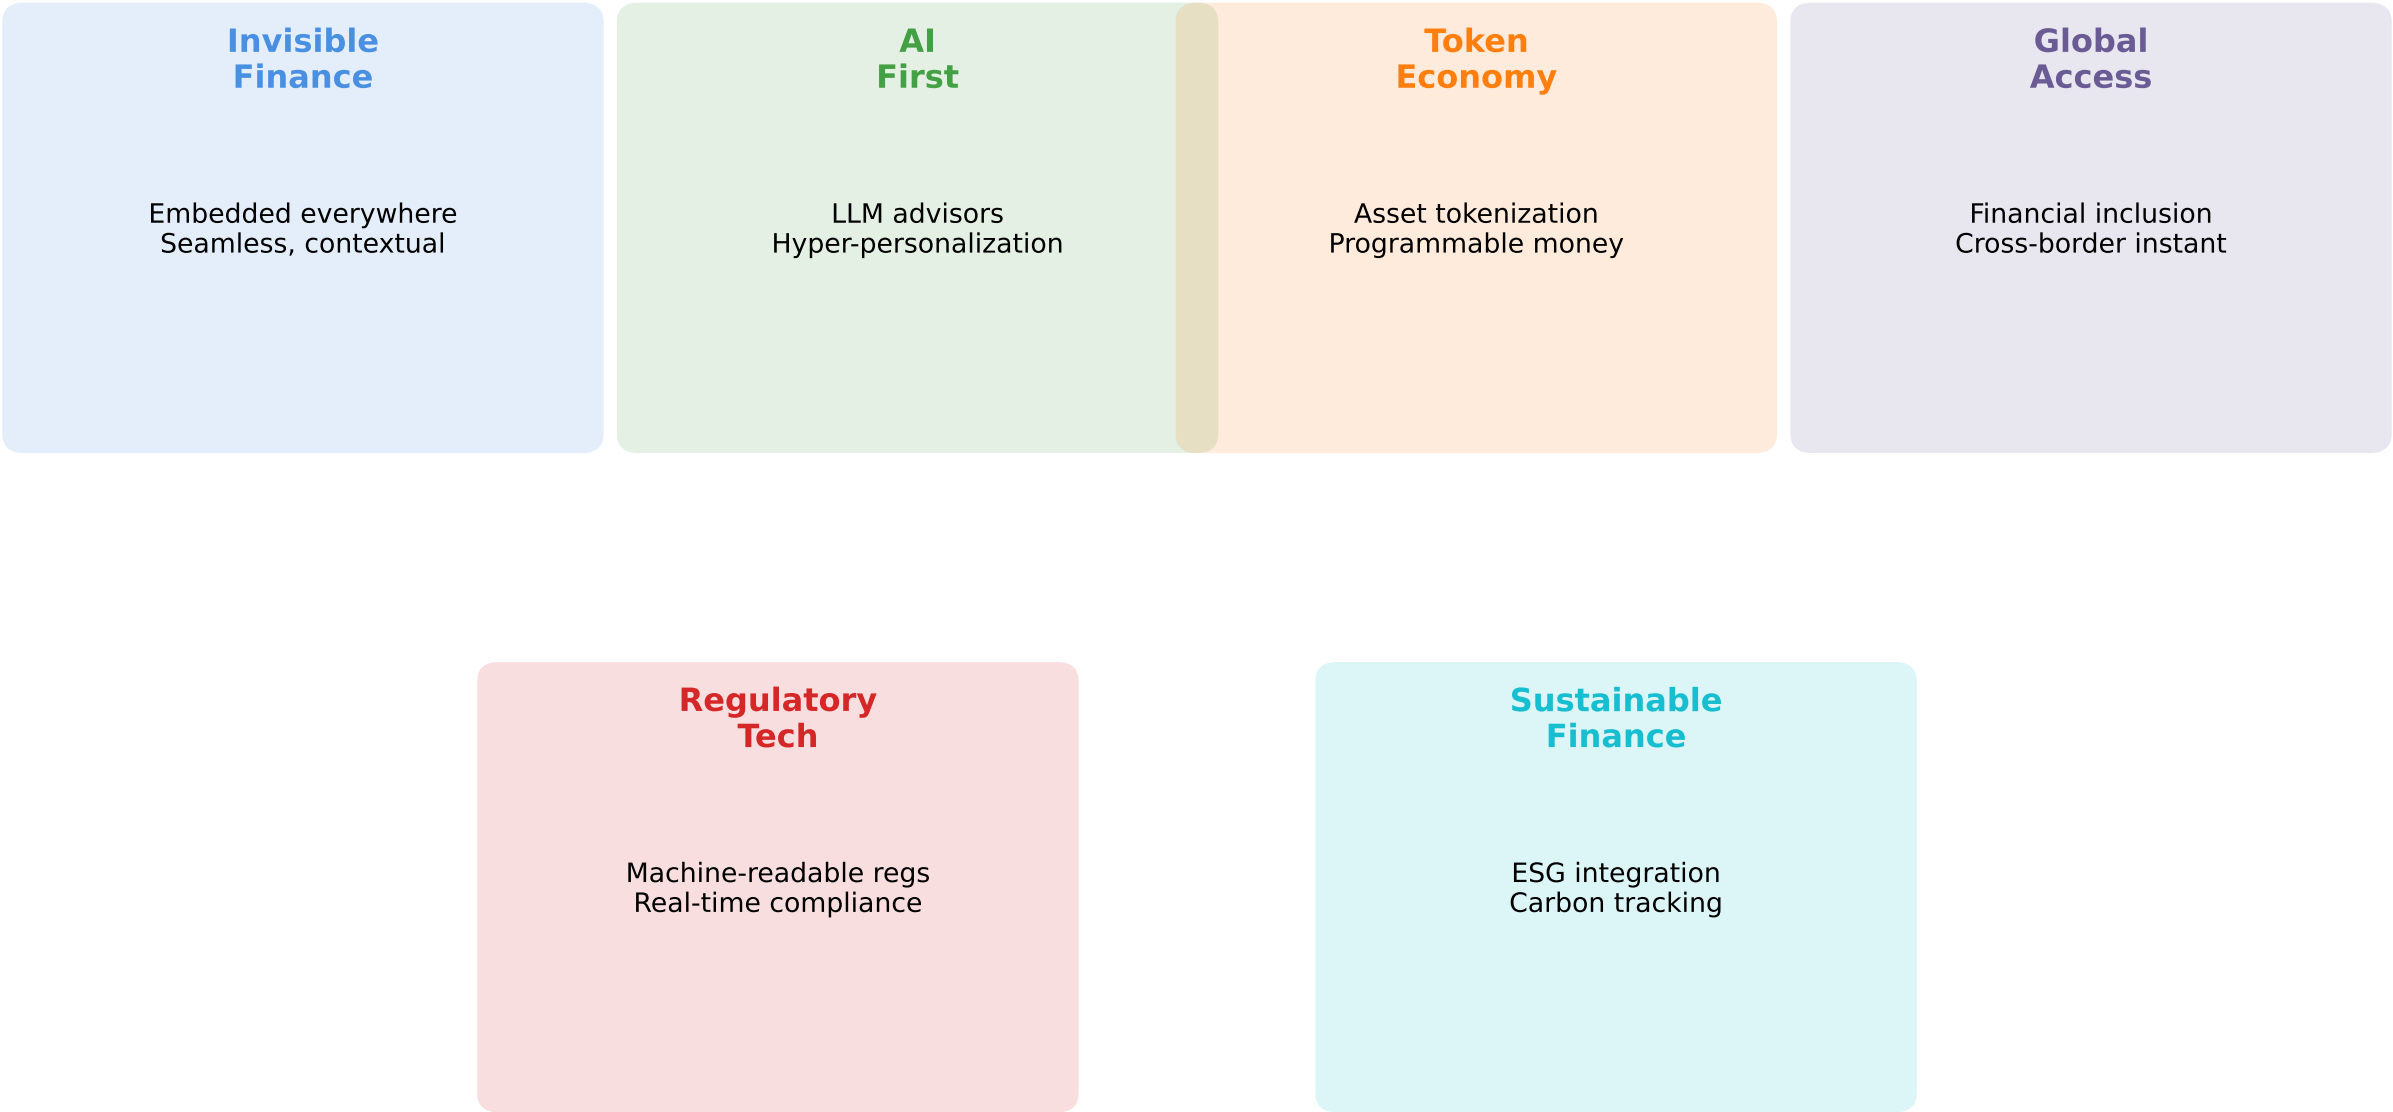 Invisible
Finance
Embedded everywhere
Seamless, contextual
AI
First
LLM advisors
Hyper-personalization
Token
Economy
Asset tokenization
Programmable money
Global
Access
Financial inclusion
Cross-border instant
Regulatory
Tech
Machine-readable regs
Real-time compliance
Sustainable
Finance
ESG integration
Carbon tracking